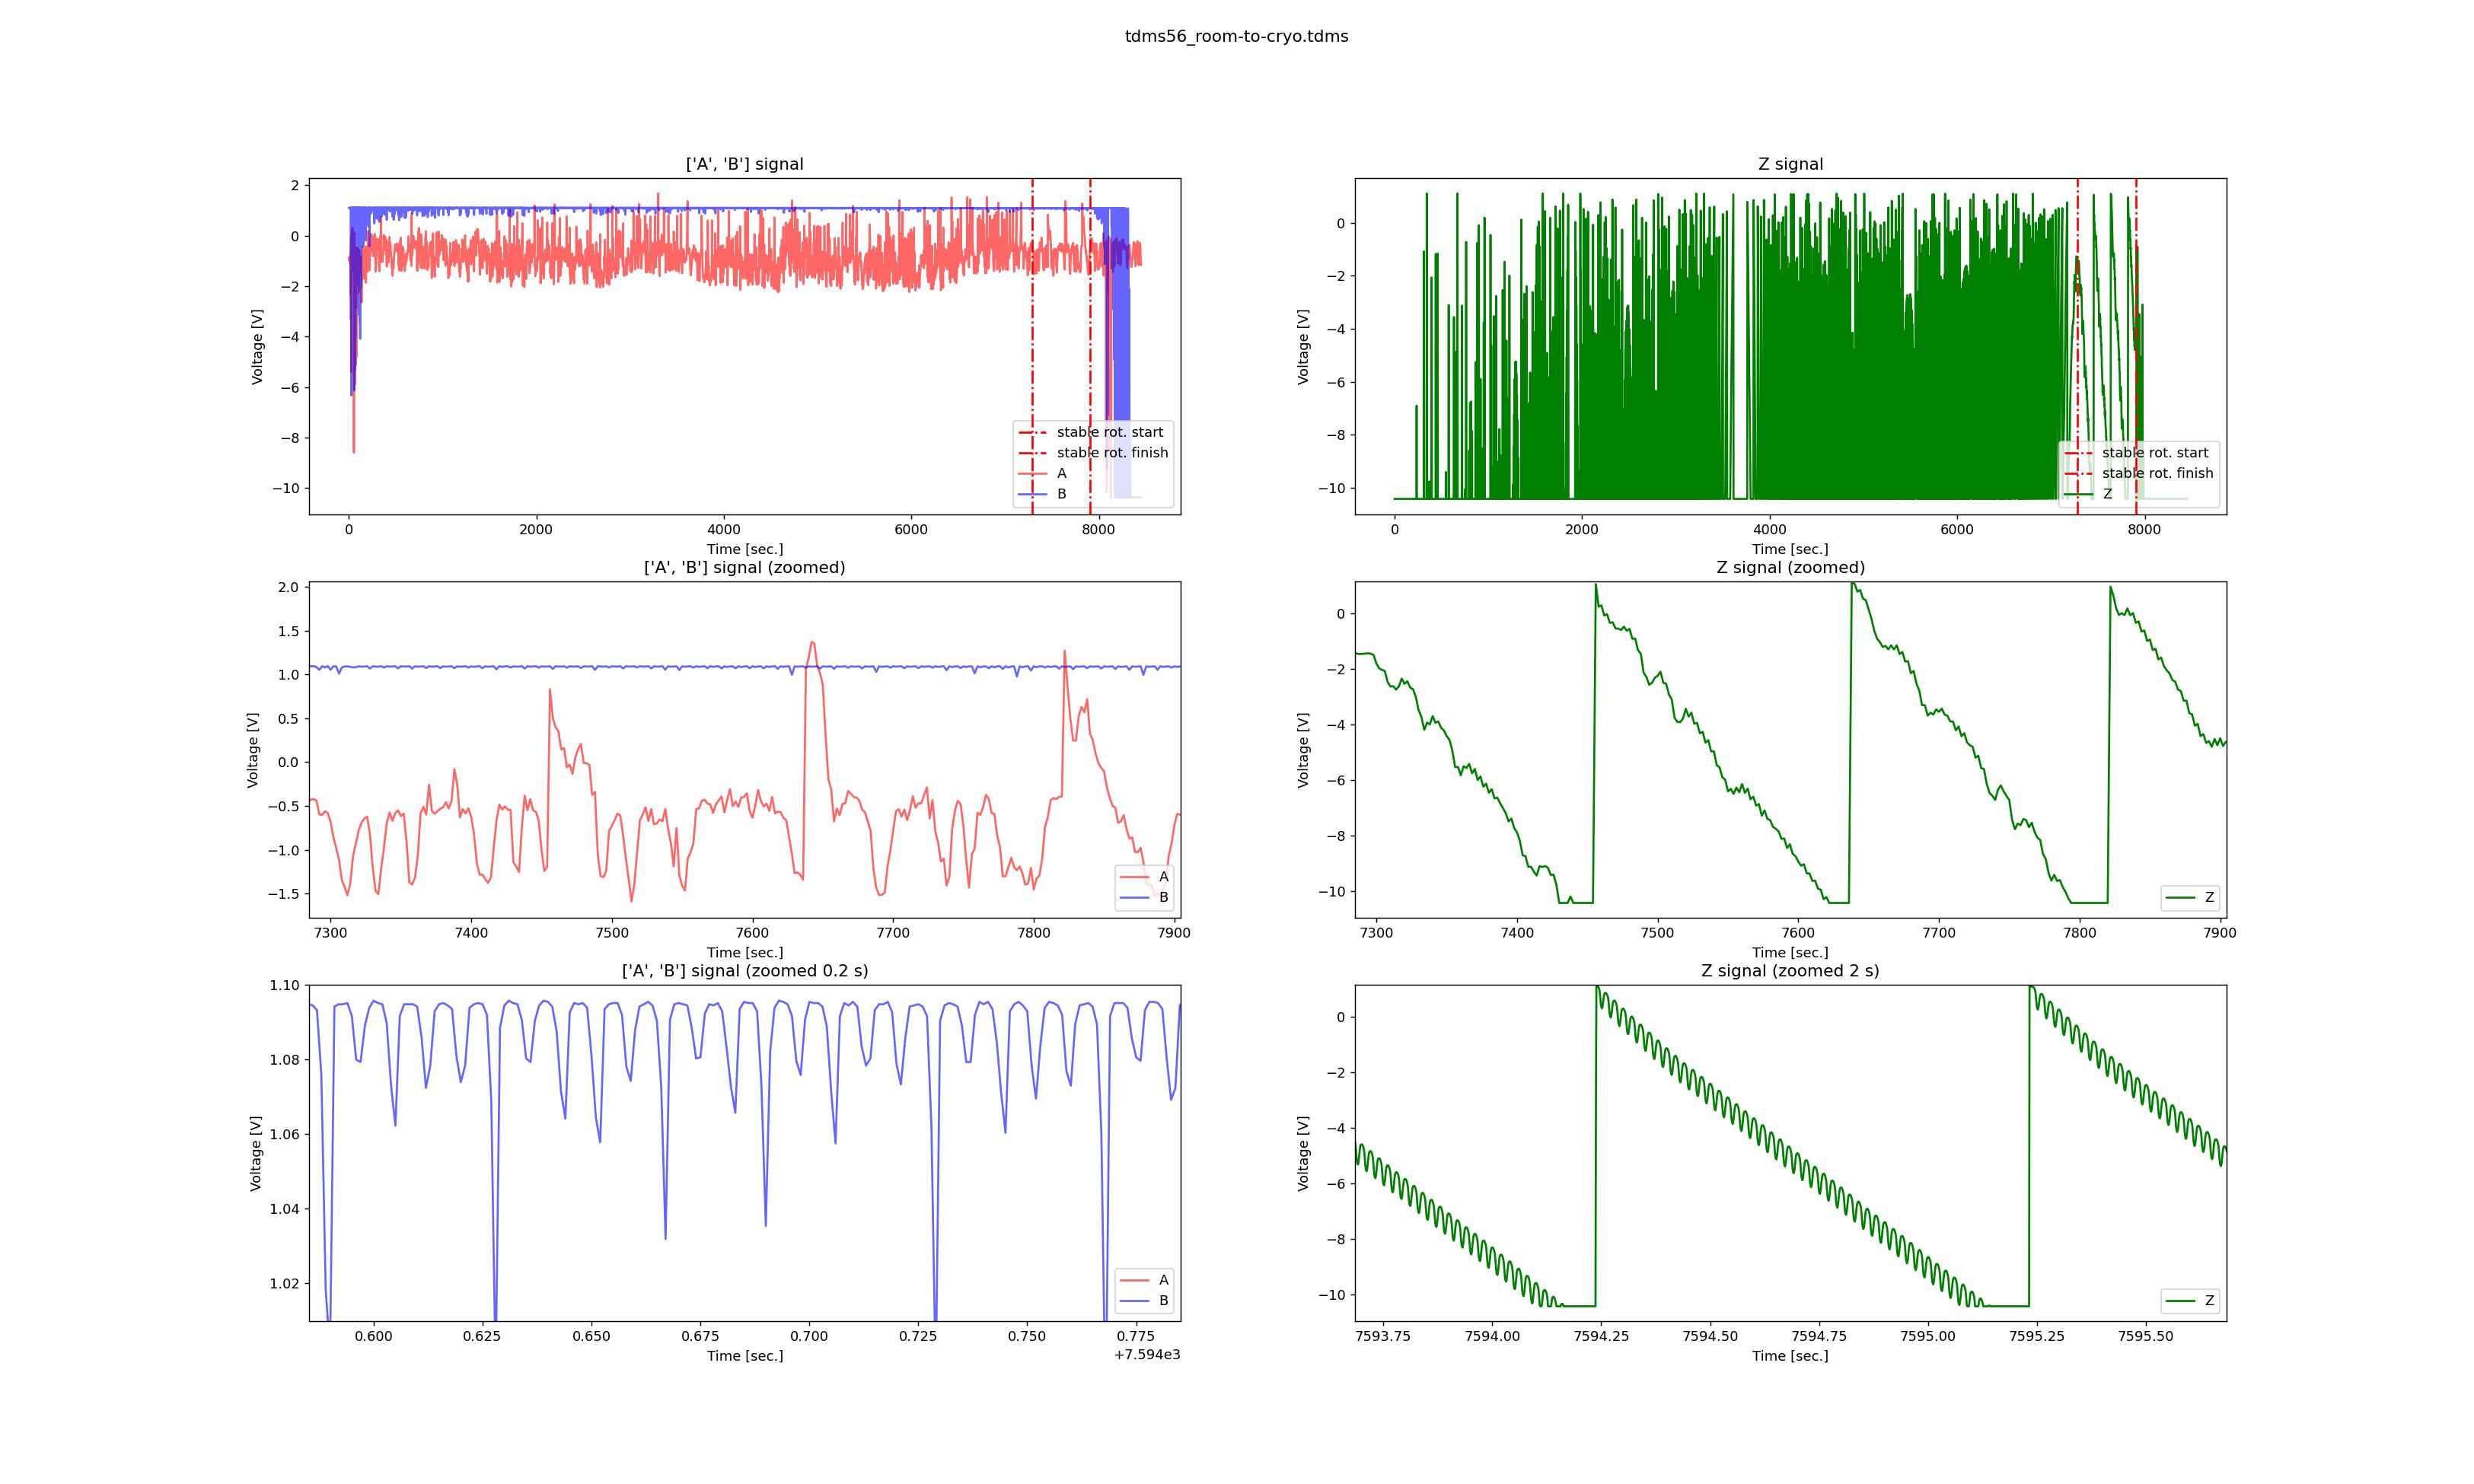 tdms56_room-to-cryo.tdms
['A', 'B'] signal
Voltage [V]
2
0
−2
−4
−6
−8
−10
0 2000 4000 6000 8000
Time [sec.]
stable rot. start
stable rot. finish
A
B
Z signal
Voltage [V]
0
−2
−4
−6
−8
−10
0 2000 4000 6000 8000
Time [sec.]
stable rot. start
stable rot. finish
Z
['A', 'B'] signal (zoomed)
Voltage [V]
2.0
1.5
1.0
0.5
0.0
−0.5
−1.0
−1.5
7300 7400 7500 7600 7700 7800 7900
Time [sec.]
A
B
Z signal (zoomed)
Voltage [V]
0
−2
−4
−6
−8
−10
7300 7400 7500 7600 7700 7800 7900
Time [sec.]
Z
['A', 'B'] signal (zoomed 0.2 s)
Voltage [V]
1.10
1.08
1.06
1.04
1.02
0.600 0.625 0.650 0.675 0.700 0.725 0.750 0.775
Time [sec.]
+7.594e3
A
B
Z signal (zoomed 2 s)
Voltage [V]
0
−2
−4
−6
−8
−10
7593.75 7594.00 7594.25 7594.50 7594.75 7595.00 7595.25 7595.50
Time [sec.]
Z